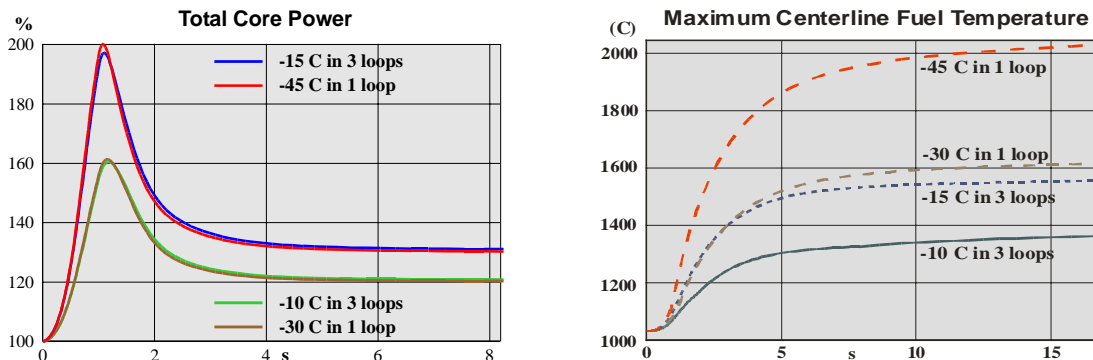 Total Core Power
%
200
180
160
140
120
100
0
2
4
s
6
8
-15 C in 3 loops
-45 C in 1 loop
-10 C in 3 loops
-30 C in 1 loop
Maximum Centerline Fuel Temperature
(C)
2000
1800
1600
1400
1200
1000
0
5
s
10
15
-45 C in 1 loop
-30 C in 1 loop
-15 C in 3 loops
-10 C in 3 loops